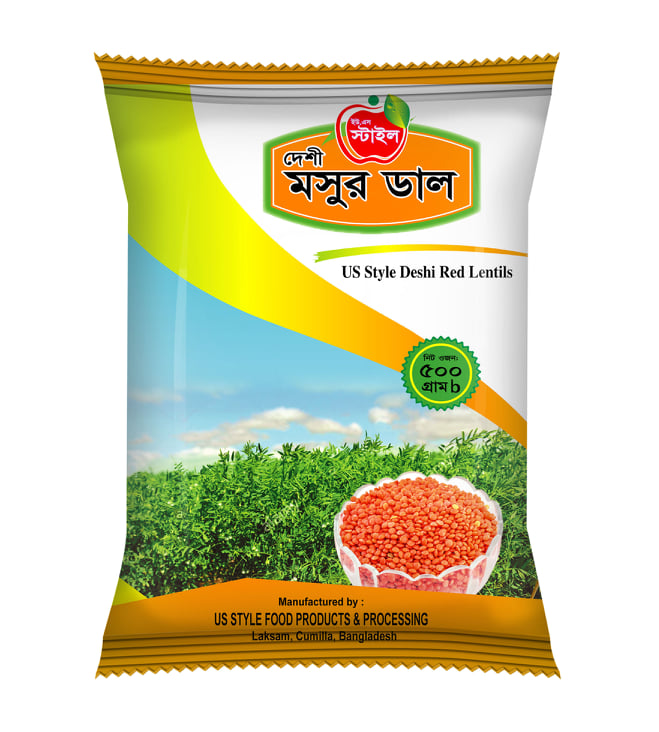 ইউ.এস
স্টাইল
দেশী
মসুর ডাল
US Style Deshi Red Lentils
নিট ওজন:
৫০০
গ্রাম b
Manufactured by :
US STYLE FOOD PRODUCTS & PROCESSING
Laksam, Cumilla, Bangladesh